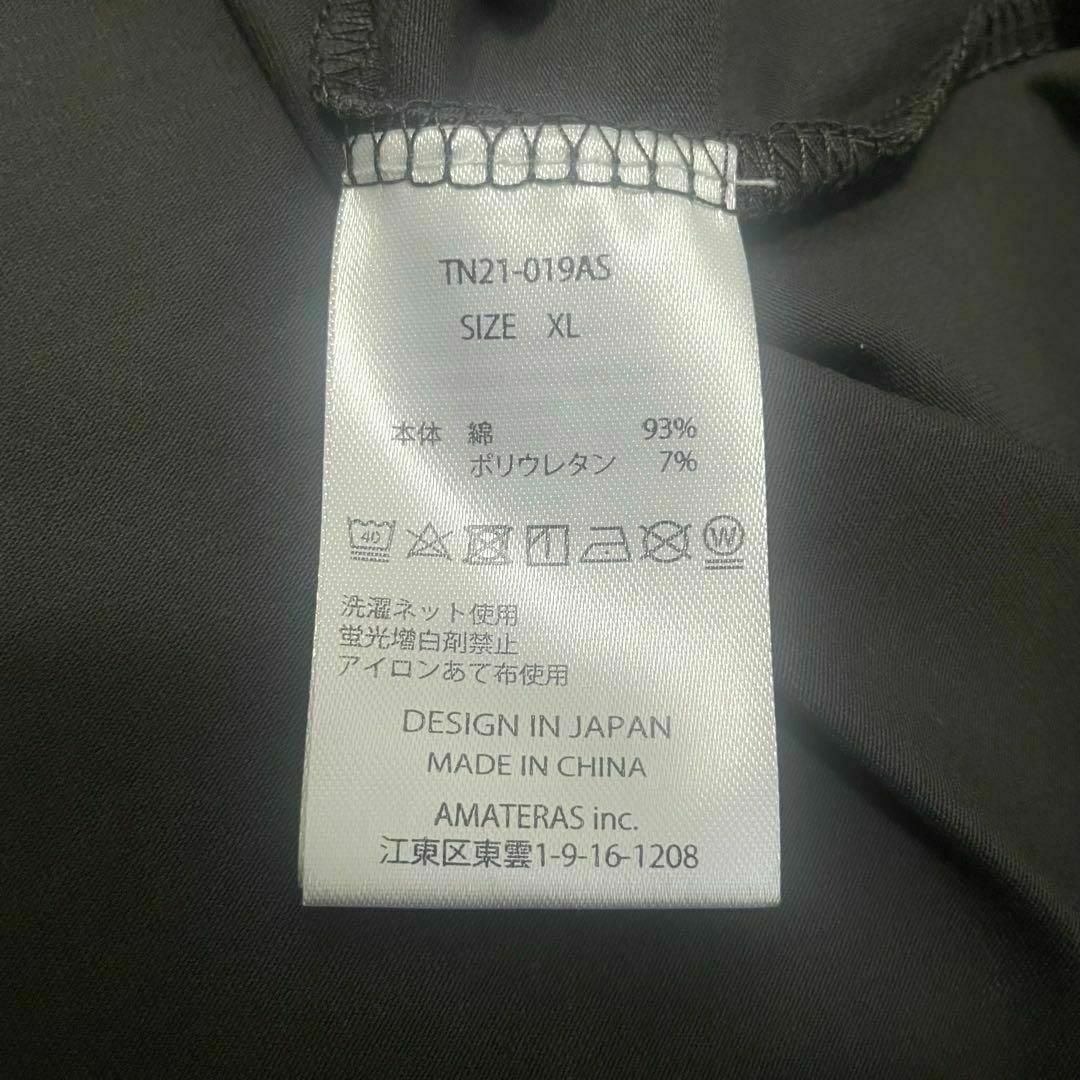 TN21-019AS
SIZE XL
本体 綿 93%
ポリウレタン 7%
40 W
洗濯ネット使用
蛍光増白剤禁止
アイロンあて布使用
DESIGN IN JAPAN
MADE IN CHINA
AMATERAS inc.
江東区東雲1-9-16-1208